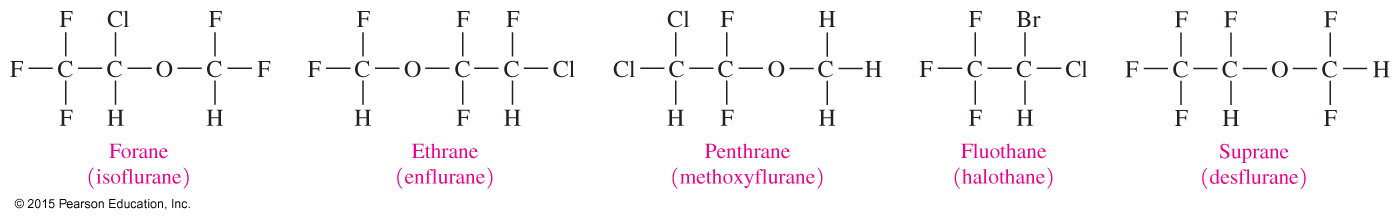 F Cl F F F F Cl F H F Br F F F
F C C O C F F C O C C Cl Cl C C O C H F C C Cl F C C O C H
F H H H F H H F H F H F H F
Forane Ethrane Penthrane Fluothane Suprane
(isoflurane) (enflurane) (methoxyflurane) (halothane) (desflurane)
© 2015 Pearson Education, Inc.